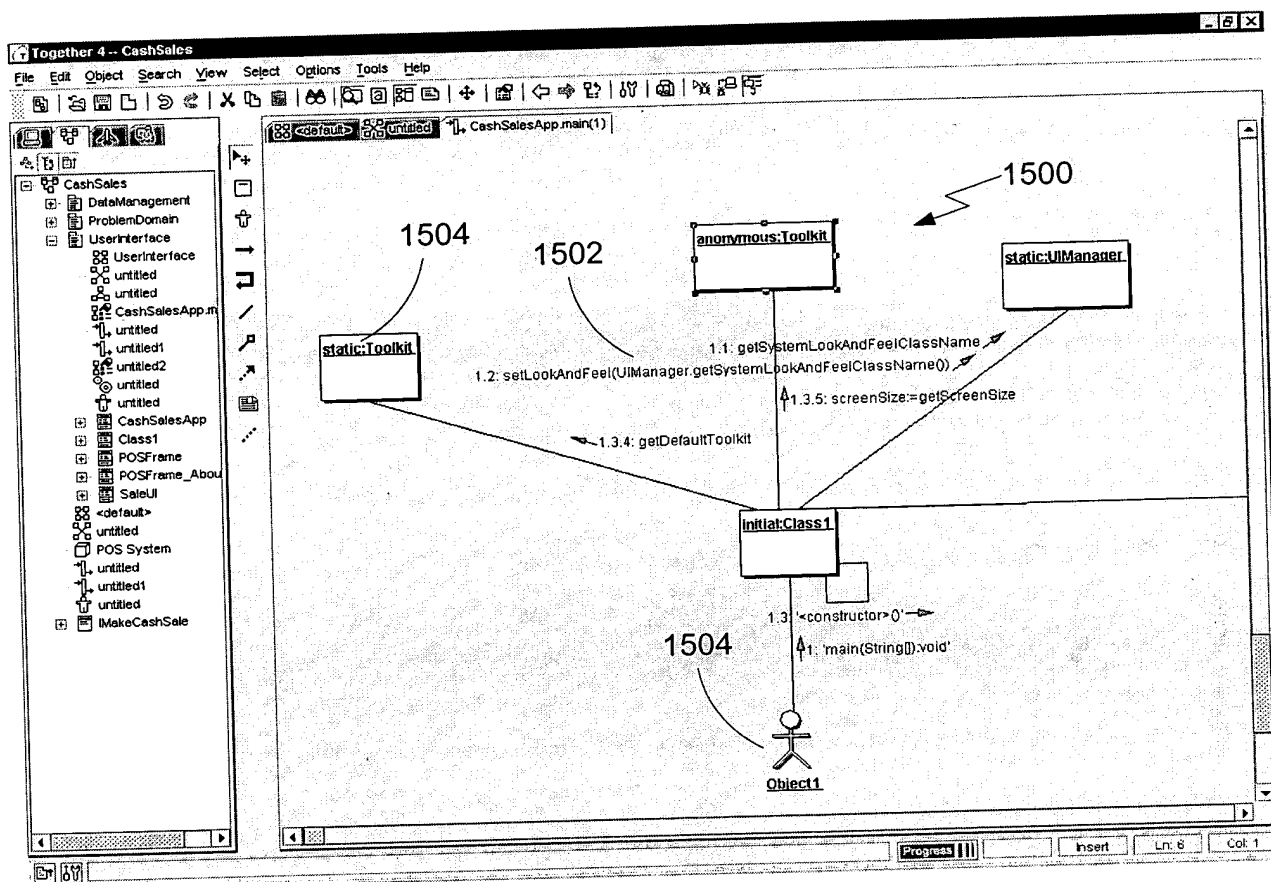 Together 4 -- CashSales
File Edit Object Search View Select Options Tools Help
<default> untitled CashSalesApp.main(1)
CashSales
DataManagement
ProblemDomain
UserInterface
UserInterface
untitled
untitled
CashSalesApp.m
untitled
untitled1
untitled2
untitled
untitled
CashSalesApp
Class1
POSFrame
POSFrame_Abou
SaleUI
<default>
untitled
POS System
untitled
untitled1
untitled
IMakeCashSale
1500
1504
1502
anonymous:Toolkit
static:UIManager
static:Toolkit
1.1: getSystemLookAndFeelClassName
1.2: setLookAndFeel(UIManager.getSystemLookAndFeelClassName())
1.3.5: screenSize:=getScreenSize
1.3.4: getDefaultToolkit
Initial:Class1
1.3: '<constructor>()'
1504
1: 'main(String[]):void'
Object1
Progress Insert Ln: 6 Col: 1